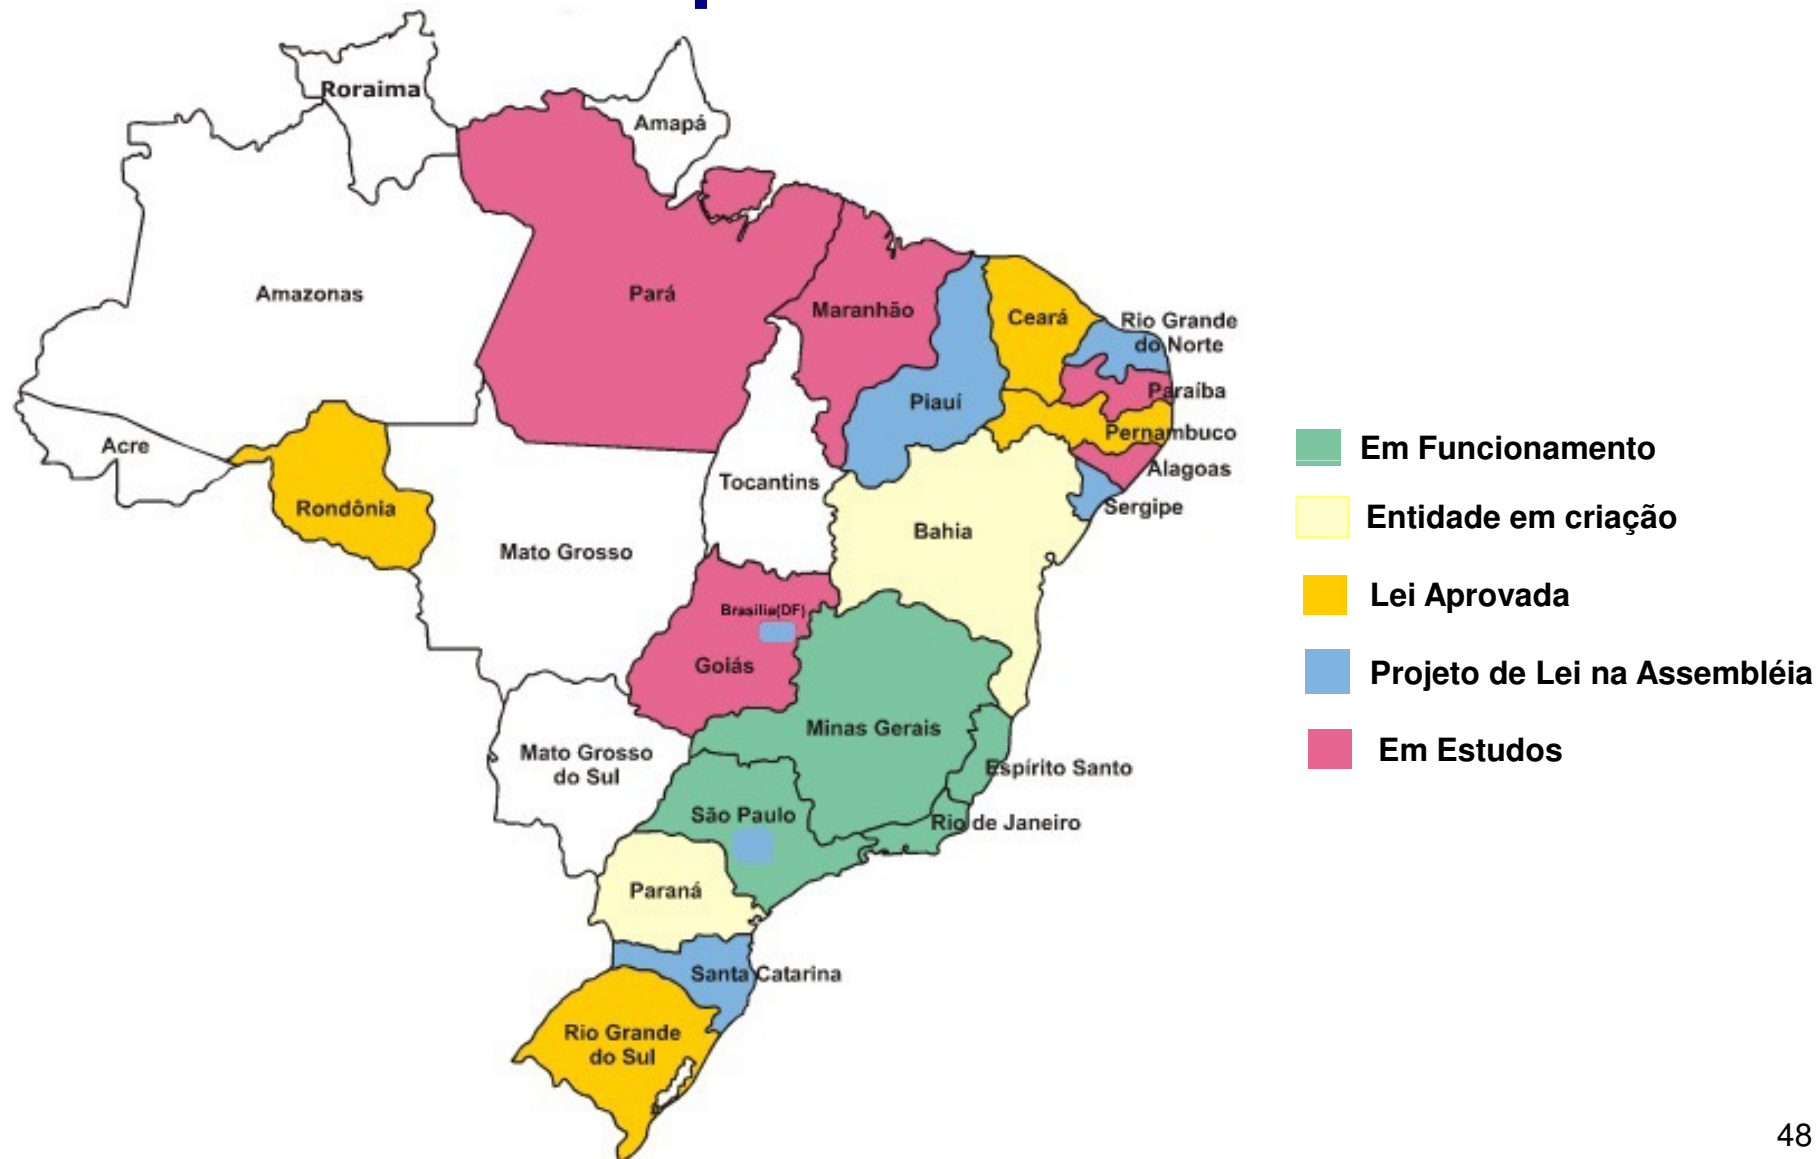 Roraima
Amapá
Amazonas
Pará
Maranhão
Ceará
Rio Grande
do Norte
Paraíba
Piauí
Pernambuco
Acre
Alagoas
Tocantins
Sergipe
Rondônia
Bahia
Mato Grosso
Brasilia(DF)
Goiás
Minas Gerais
Mato Grosso
do Sul
Espírito Santo
São Paulo
Rio de Janeiro
Paraná
Santa Catarina
Rio Grande
do Sul
Em Funcionamento
Entidade em criação
Lei Aprovada
Projeto de Lei na Assembléia
Em Estudos
48